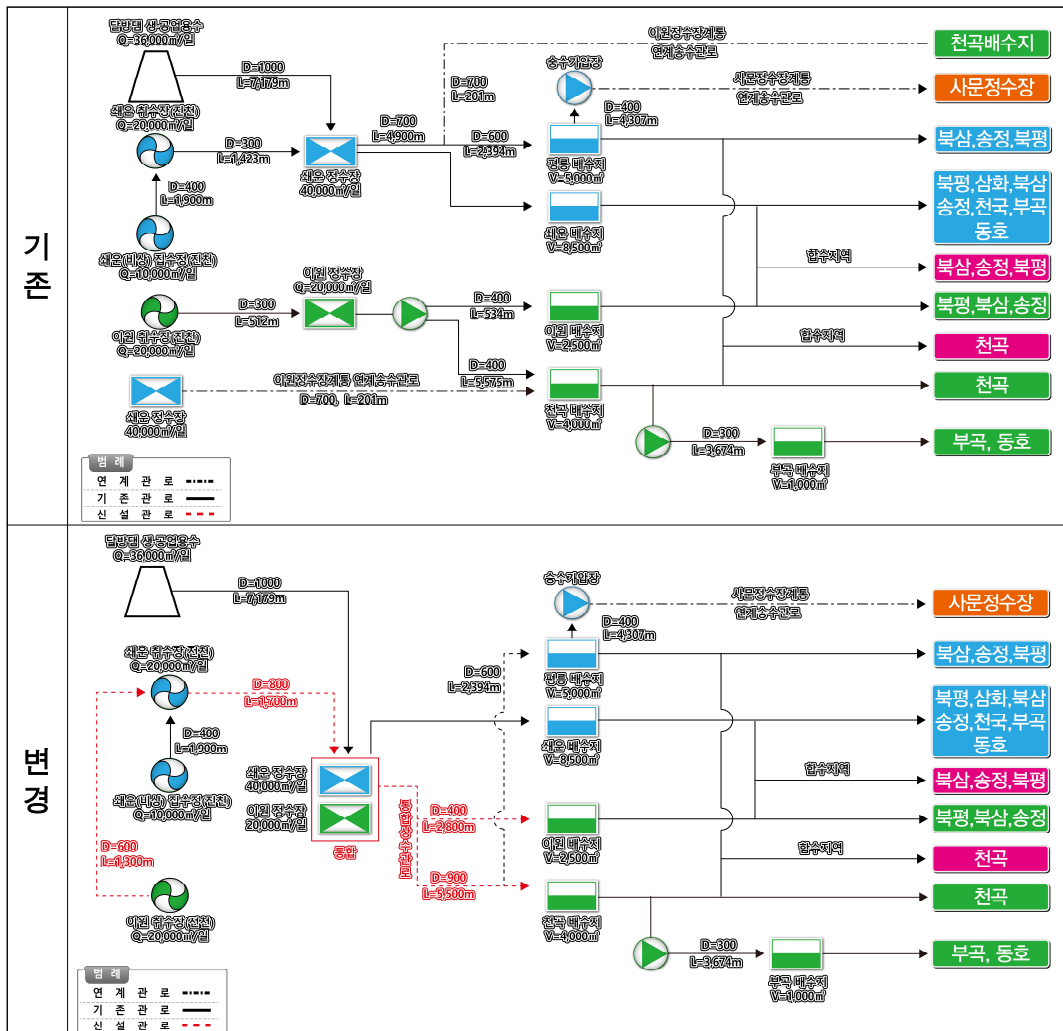 기존
달방댐 생·공업용수
Q=36,000㎥/일
D=1000
L=7,179m
쇄운 취수장(전천)
Q=20,000㎥/일
D=300
L=1,423m
D=400
L=1,900m
쇄운(비상) 집수정(전천)
Q=10,000㎥/일
쇄운 정수장
40,000㎥/일
D=700
L=4,900m
D=700
L=201m
D=600
L=2,394m
이원정수장계통
연계송수관로
천곡배수지
송수가압장
사문정수장계통
연계송수관로
사문정수장
D=400
L=4,307m
평릉 배수지
V=5,000㎥
북삼,송정,북평
쇄운 배수지
V=8,500㎥
북평,삼화,북삼
송정,천국,부곡
동호
합수지역
북삼,송정,북평
이원 취수장(전천)
Q=20,000㎥/일
D=300
L=512m
이원 정수장
Q=20,000㎥/일
D=400
L=534m
이원 배수지
V=2,500㎥
북평,북삼,송정
합수지역
천곡
D=400
L=5,575m
쇄운 정수장
40,000㎥/일
이원정수장계통 연계송수관로
D=700, L=201m
천곡 배수지
V=4,000㎥
천곡
D=300
L=3,674m
부곡 배수지
V=1,000㎥
부곡, 동호
범 례
연 계 관 로
기 존 관 로
신 설 관 로
변경
달방댐 생·공업용수
Q=36,000㎥/일
D=1000
L=7,179m
쇄운 취수장(전천)
Q=20,000㎥/일
D=800
L=1,700m
D=400
L=1,900m
쇄운(비상) 집수정(전천)
Q=10,000㎥/일
D=600
L=1,300m
이원 취수장(전천)
Q=20,000㎥/일
쇄운 정수장
40,000㎥/일
이원 정수장
20,000㎥/일
통합
통합송수관로
D=400
L=2,800m
D=900
L=5,500m
D=600
L=2,394m
송수가압장
사문정수장계통
연계송수관로
사문정수장
D=400
L=4,307m
평릉 배수지
V=5,000㎥
북삼,송정,북평
쇄운 배수지
V=8,500㎥
북평,삼화,북삼
송정,천국,부곡
동호
합수지역
북삼,송정,북평
이원 배수지
V=2,500㎥
북평,북삼,송정
합수지역
천곡
천곡 배수지
V=4,000㎥
천곡
D=300
L=3,674m
부곡 배수지
V=1,000㎥
부곡, 동호
범 례
연 계 관 로
기 존 관 로
신 설 관 로